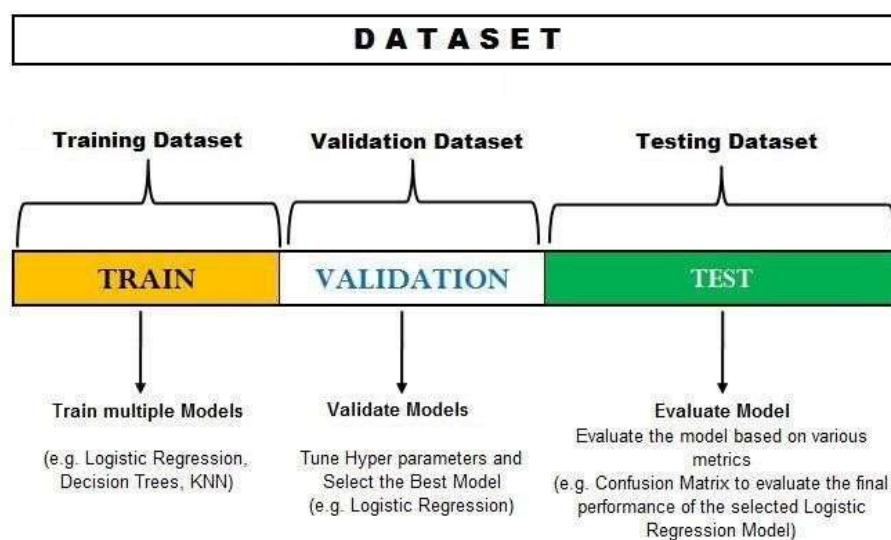 DATASET
Training Dataset
Validation Dataset
Testing Dataset
TRAIN
VALIDATION
TEST
Train multiple Models
(e.g. Logistic Regression,
Decision Trees, KNN)
Validate Models
Tune Hyper parameters and
Select the Best Model
(e.g. Logistic Regression)
Evaluate Model
Evaluate the model based on various
metrics
(e.g. Confusion Matrix to evaluate the final
performance of the selected Logistic
Regression Model)